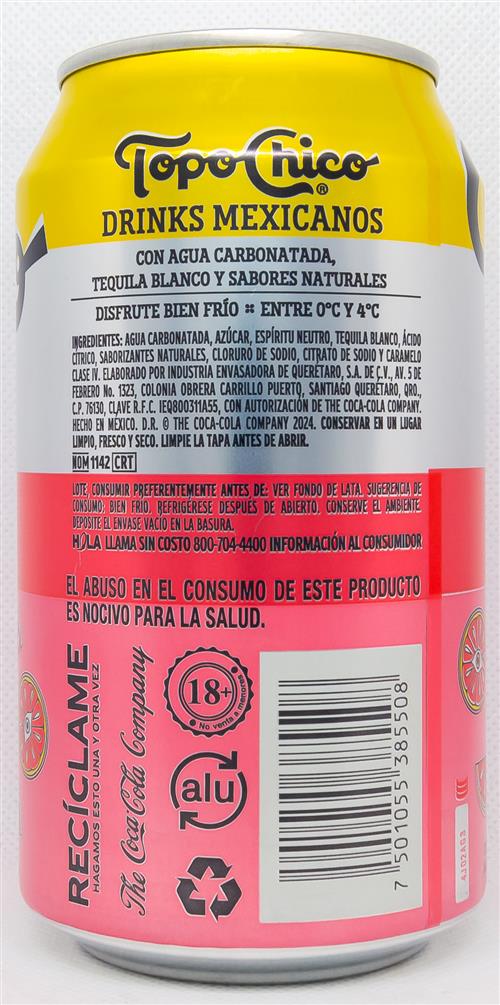 Topo Chico®
DRINKS MEXICANOS
CON AGUA CARBONATADA,
TEQUILA BLANCO Y SABORES NATURALES
DISFRUTE BIEN FRÍO ⌘ ENTRE 0°C Y 4°C
INGREDIENTES: AGUA CARBONATADA, AZÚCAR, ESPÍRITU NEUTRO, TEQUILA BLANCO, ÁCIDO
CÍTRICO, SABORIZANTES NATURALES, CLORURO DE SODIO, CITRATO DE SODIO Y CARAMELO
CLASE IV. ELABORADO POR INDUSTRIA ENVASADORA DE QUERÉTARO, S.A. DE C.V., AV. 5 DE
FEBRERO No. 1323, COLONIA OBRERA CARRILLO PUERTO, SANTIAGO QUERÉTARO, QRO.,
C.P. 76130, CLAVE R.F.C. IEQ800311A55, CON AUTORIZACIÓN DE THE COCA-COLA COMPANY.
HECHO EN MÉXICO. D.R. © THE COCA-COLA COMPANY 2024. CONSERVAR EN UN LUGAR
LIMPIO, FRESCO Y SECO. LIMPIE LA TAPA ANTES DE ABRIR.
NOM 1142 CRT
LOTE, CONSUMIR PREFERENTEMENTE ANTES DE: VER FONDO DE LATA. SUGERENCIA DE
CONSUMO: BIEN FRÍO. REFRIGÉRESE DESPUÉS DE ABIERTO. CONSERVE EL AMBIENTE.
DEPOSITE EL ENVASE VACÍO EN LA BASURA.
HOLA LLAMA SIN COSTO 800-704-4400 INFORMACIÓN AL CONSUMIDOR
EL ABUSO EN EL CONSUMO DE ESTE PRODUCTO
ES NOCIVO PARA LA SALUD.
RECÍCLAME
HAGAMOS ESTO UNA Y OTRA VEZ
The Coca-Cola Company
18+
No venta a menores
alu
7 501055 385508
4J02A63